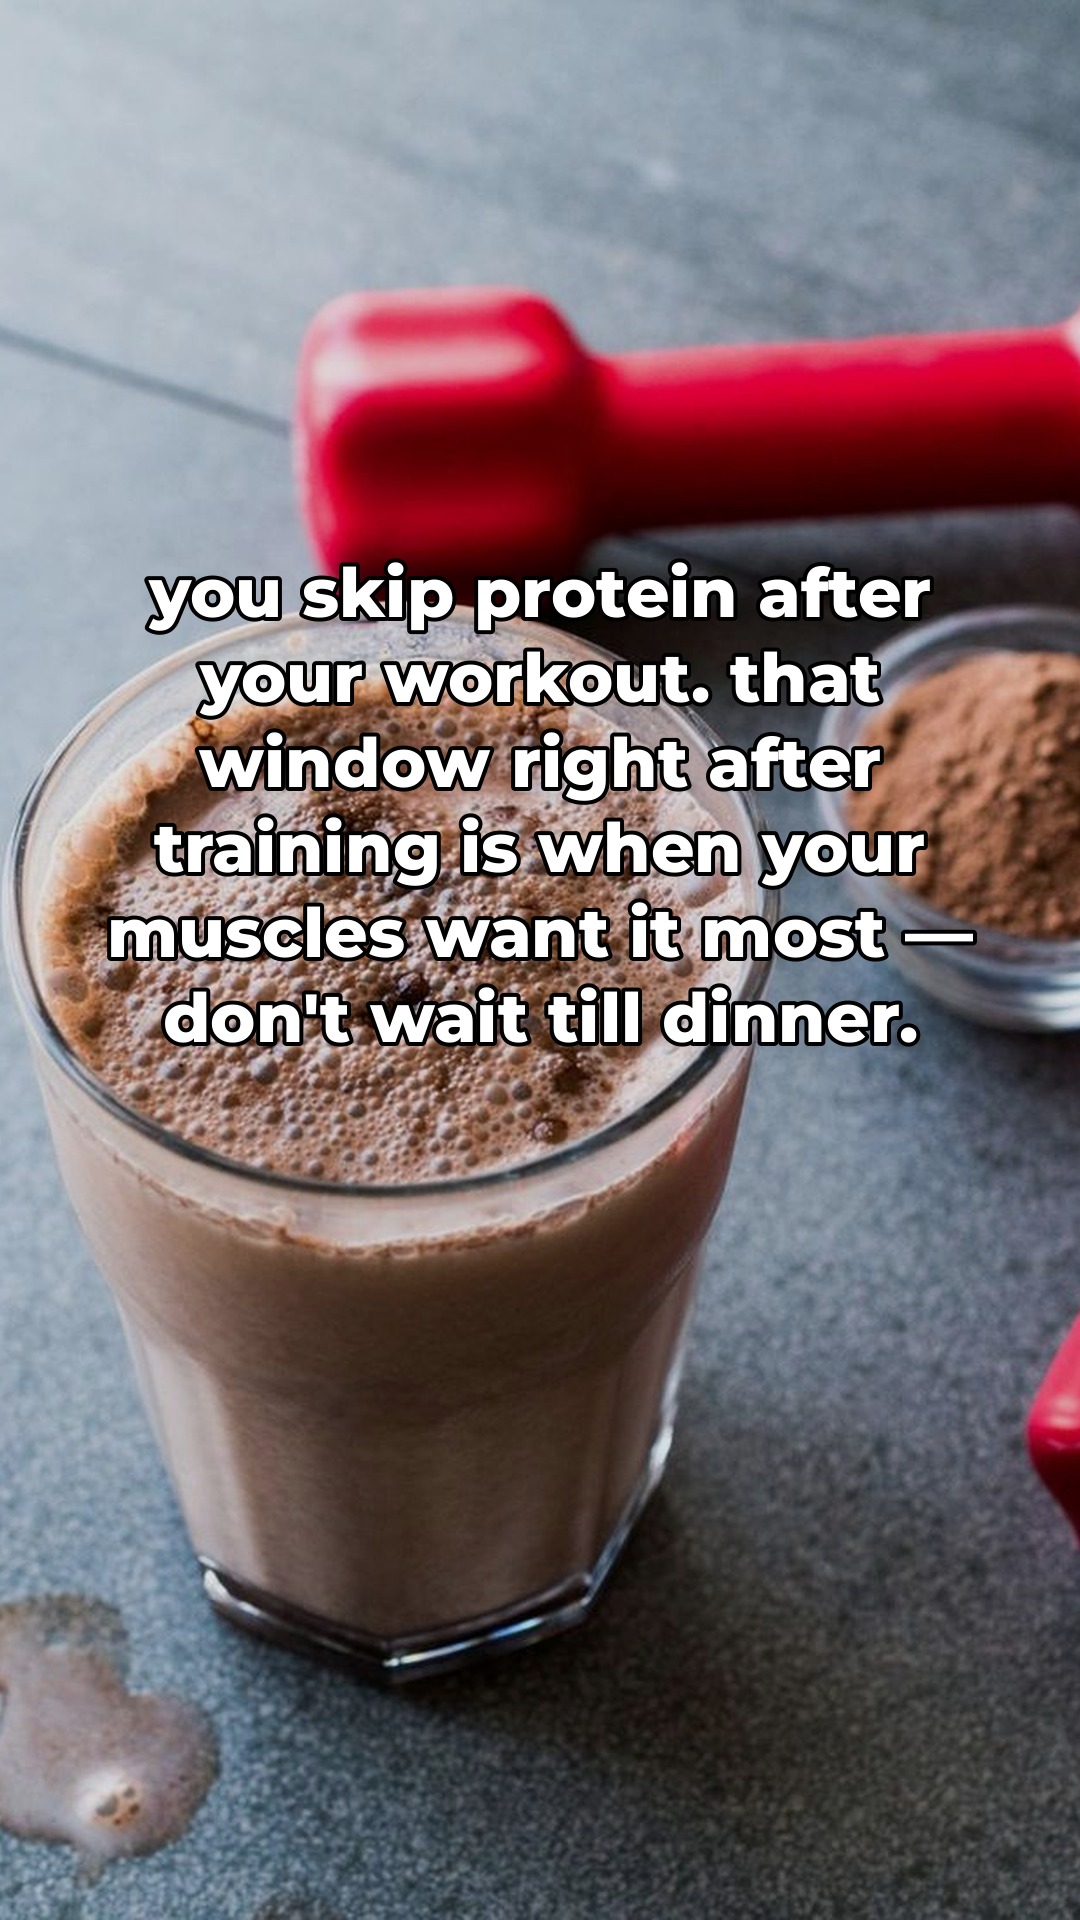 you skip protein after
your workout. that
window right after
training is when your
muscles want it most —
don't wait till dinner.